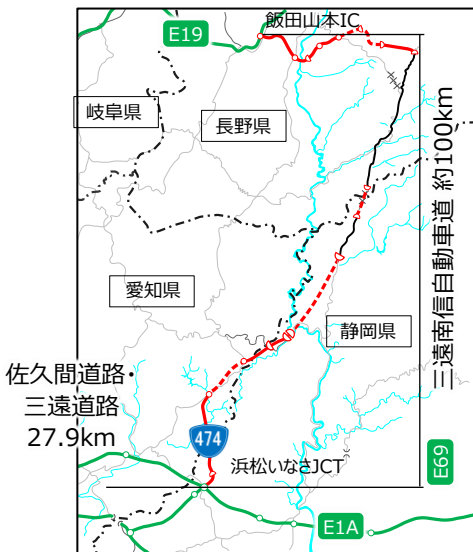 飯田山本IC
E19
岐阜県
長野県
三遠南信自動車道 約100km
愛知県
静岡県
佐久間道路・
三遠道路
27.9km
474
浜松いなさJCT
E69
E1A